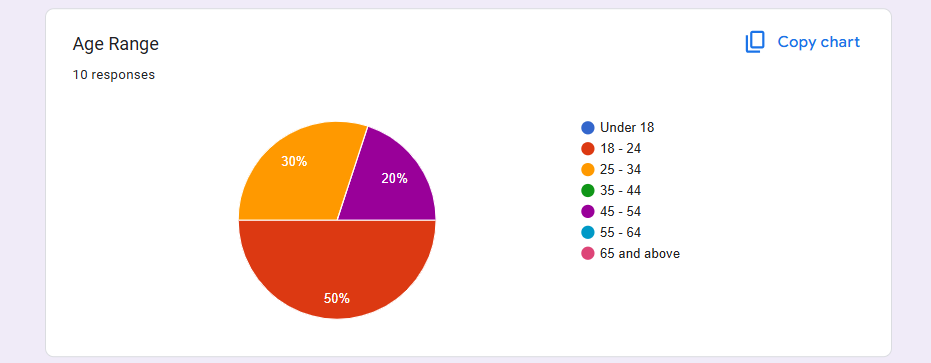 Age Range
Copy chart
10 responses
30%
20%
50%
Under 18
18 - 24
25 - 34
35 - 44
45 - 54
55 - 64
65 and above